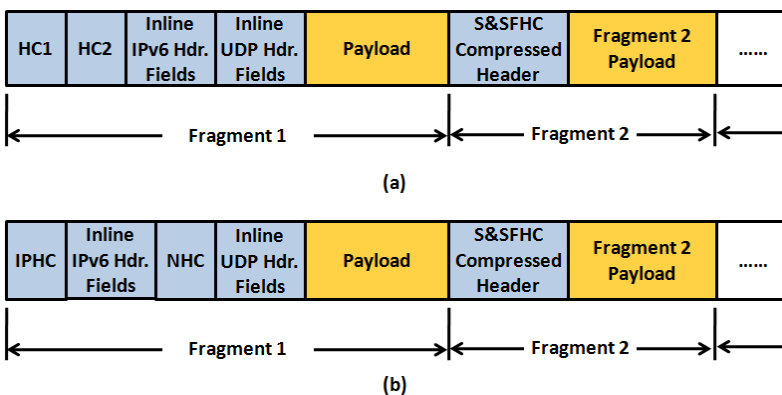 HC1
HC2
Inline
IPv6 Hdr.
Fields
Inline
UDP Hdr.
Fields
Payload
S&SFHC
Compressed
Header
Fragment 2
Payload
......
Fragment 1
Fragment 2
(a)
IPHC
Inline
IPv6 Hdr.
Fields
NHC
Inline
UDP Hdr.
Fields
Payload
S&SFHC
Compressed
Header
Fragment 2
Payload
......
Fragment 1
Fragment 2
(b)